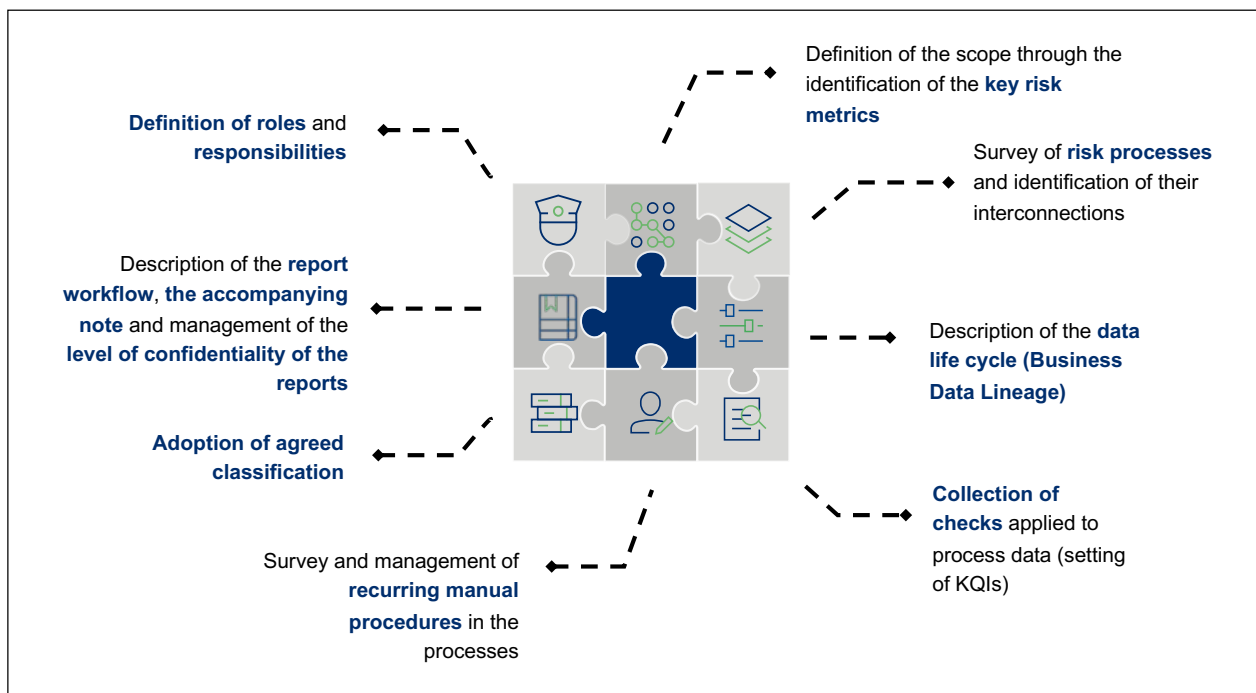 Definition of the scope through the
identification of the key risk
metrics
Definition of roles and
responsibilities
Survey of risk processes
and identification of their
interconnections
Description of the report
workflow, the accompanying
note and management of the
level of confidentiality of the
reports
Description of the data
life cycle (Business
Data Lineage)
Adoption of agreed
classification
Collection of
checks applied to
process data (setting
of KQIs)
Survey and management of
recurring manual
procedures in the
processes